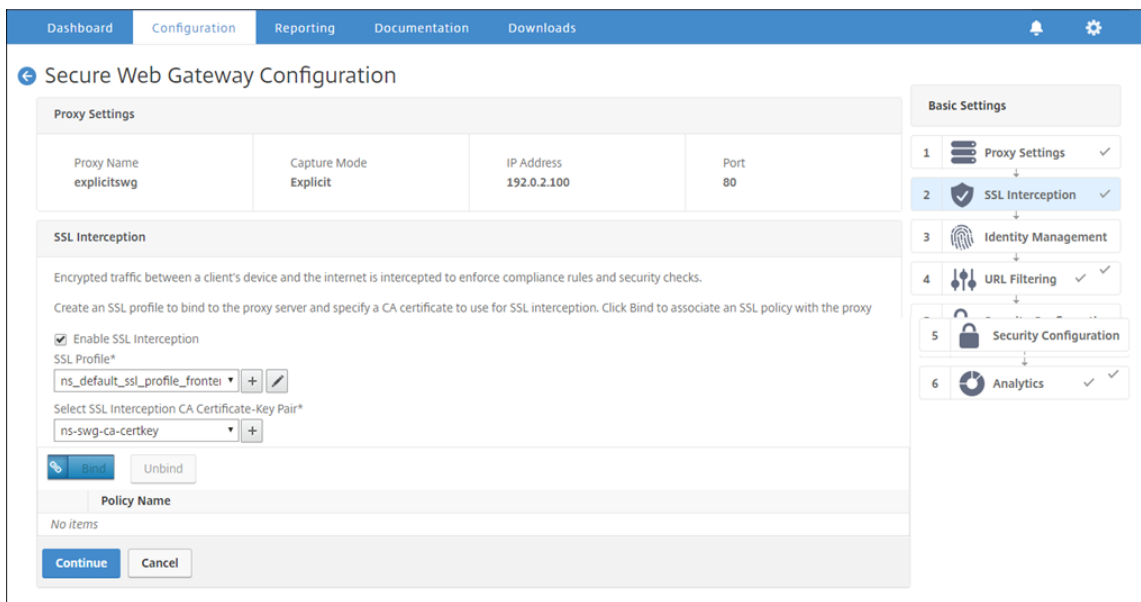 Dashboard Configuration Reporting Documentation Downloads
Secure Web Gateway Configuration
Proxy Settings
Proxy Name Capture Mode IP Address Port
explicitswg Explicit 192.0.2.100 80
SSL Interception
Encrypted traffic between a client's device and the internet is intercepted to enforce compliance rules and security checks.
Create an SSL profile to bind to the proxy server and specify a CA certificate to use for SSL interception. Click Bind to associate an SSL policy with the proxy
Enable SSL Interception
SSL Profile*
ns_default_ssl_profile_fronter
Select SSL Interception CA Certificate-Key Pair*
ns-swg-ca-certkey
Bind Unbind
Policy Name
No items
Continue Cancel
Basic Settings
1 Proxy Settings
2 SSL Interception
3 Identity Management
4 URL Filtering
5 Security Configuration
6 Analytics